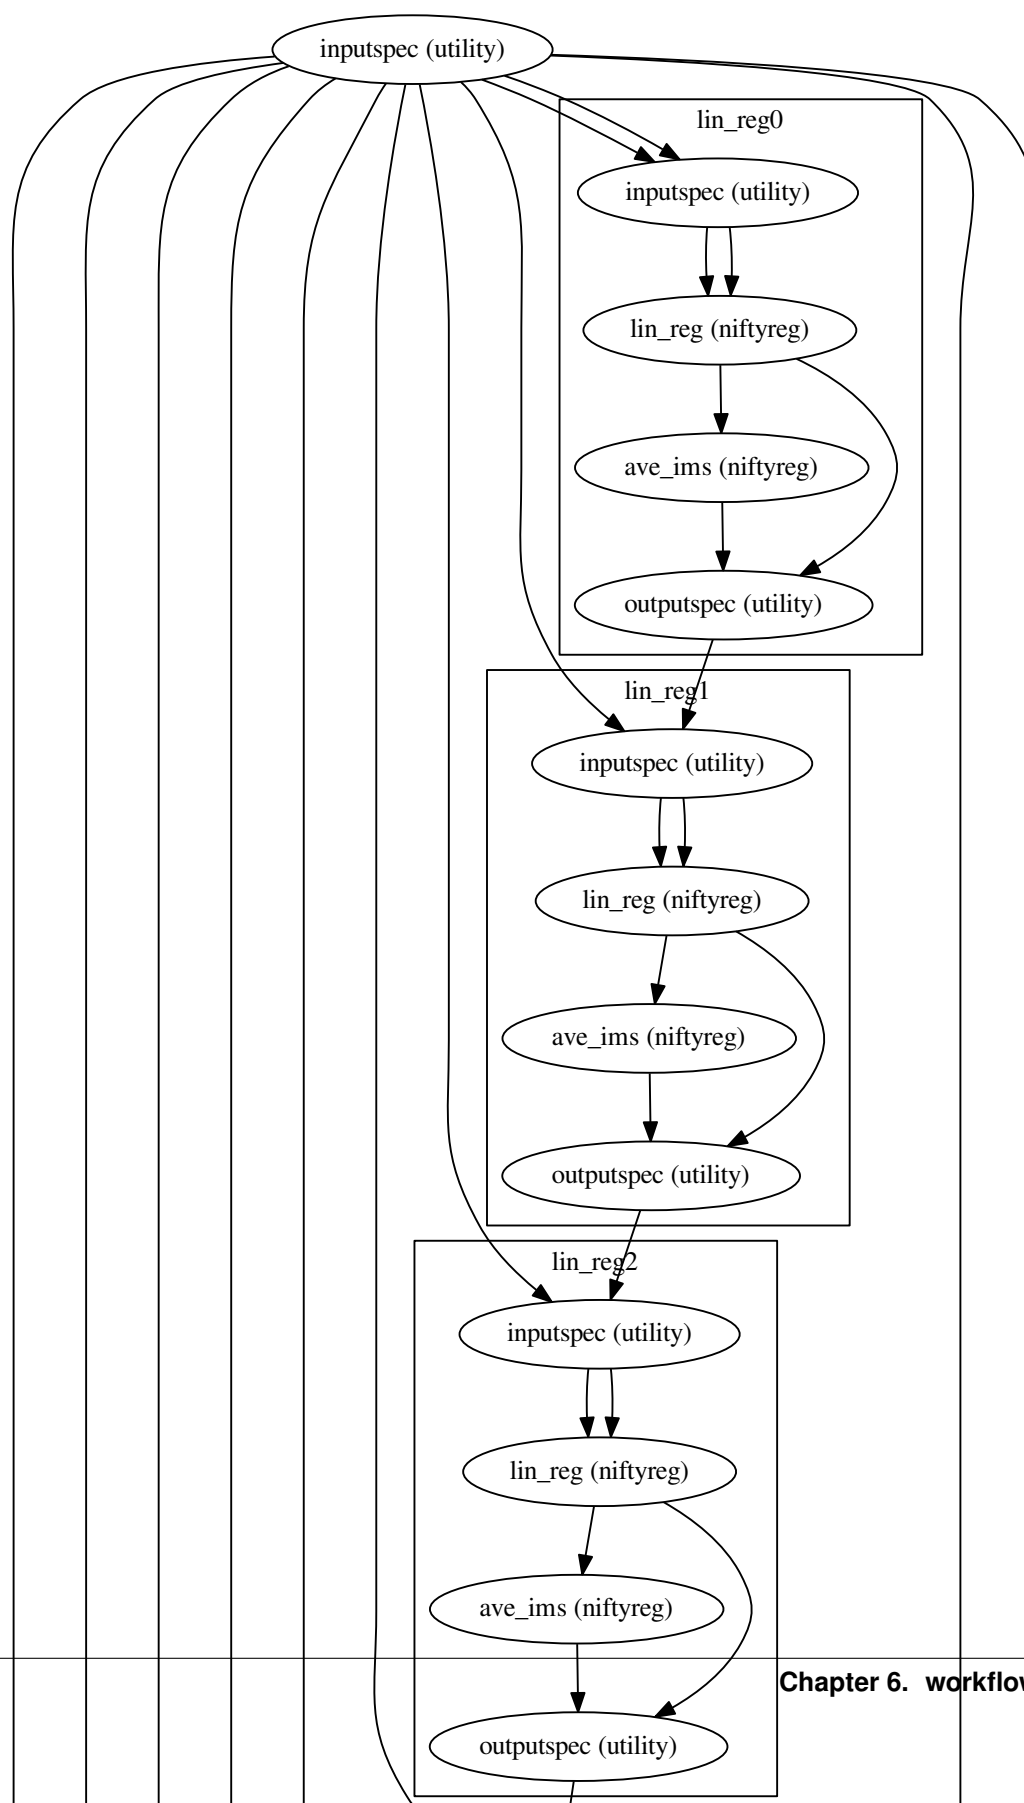 inputspec (utility)
lin_reg0
inputspec (utility)
lin_reg (niftyreg)
ave_ims (niftyreg)
outputspec (utility)
lin_reg1
inputspec (utility)
lin_reg (niftyreg)
ave_ims (niftyreg)
outputspec (utility)
lin_reg2
inputspec (utility)
lin_reg (niftyreg)
ave_ims (niftyreg)
Chapter 6. workflow
outputspec (utility)